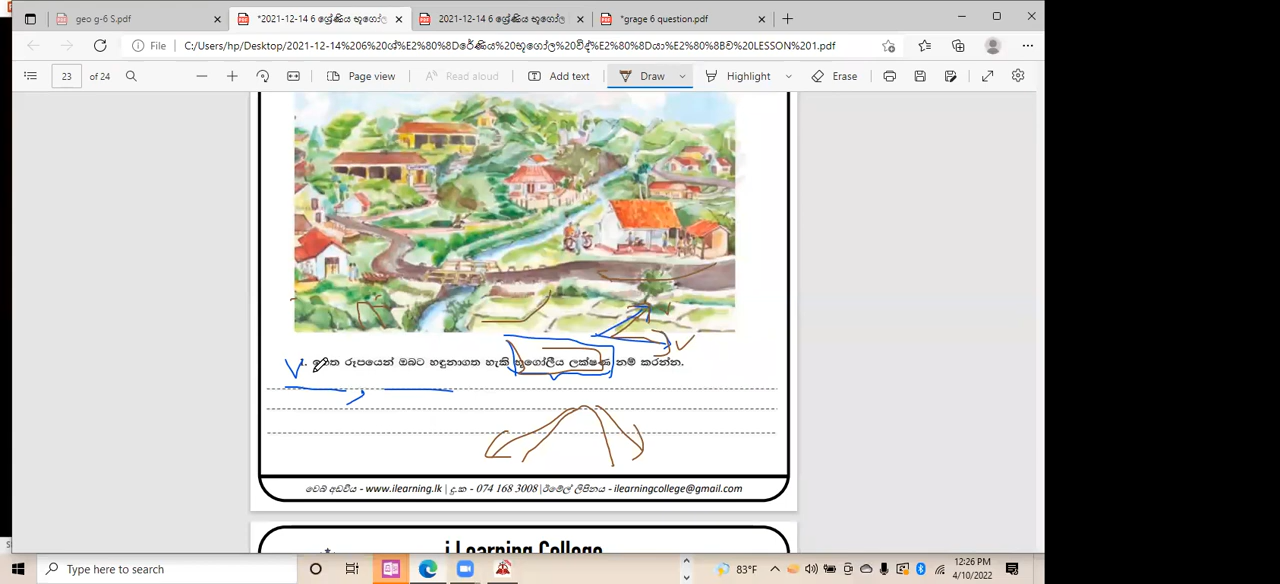 geo g-6 S.pdf
*2021-12-14 6 ශ්‍රේණිය භූගෝල
2021-12-14 6 ශ්‍රේණිය භූගෝල
*grage 6 question.pdf
File
C:/Users/hp/Desktop/2021-12-14%206%20ශ්%E2%80%8Dරේණිය%20භූගෝල%20විද්%E2%80%8Dයා%E2%80%8Bව%20LESSON%201.pdf
23 of 24
Page view
Read aloud
Add text
Draw
Highlight
Erase
1. ඉහත රූපයෙන් ඔබට හඳුනාගත හැකි භූගෝලීය ලක්ෂණ නම් කරන්න.
වෙබ් අඩවිය - www.ilearning.lk | දු.ක - 074 168 3008 |ඊමේල් ලිපිනය - ilearningcollege@gmail.com
i Learning College
Type here to search
83°F
12:26 PM
4/10/2022